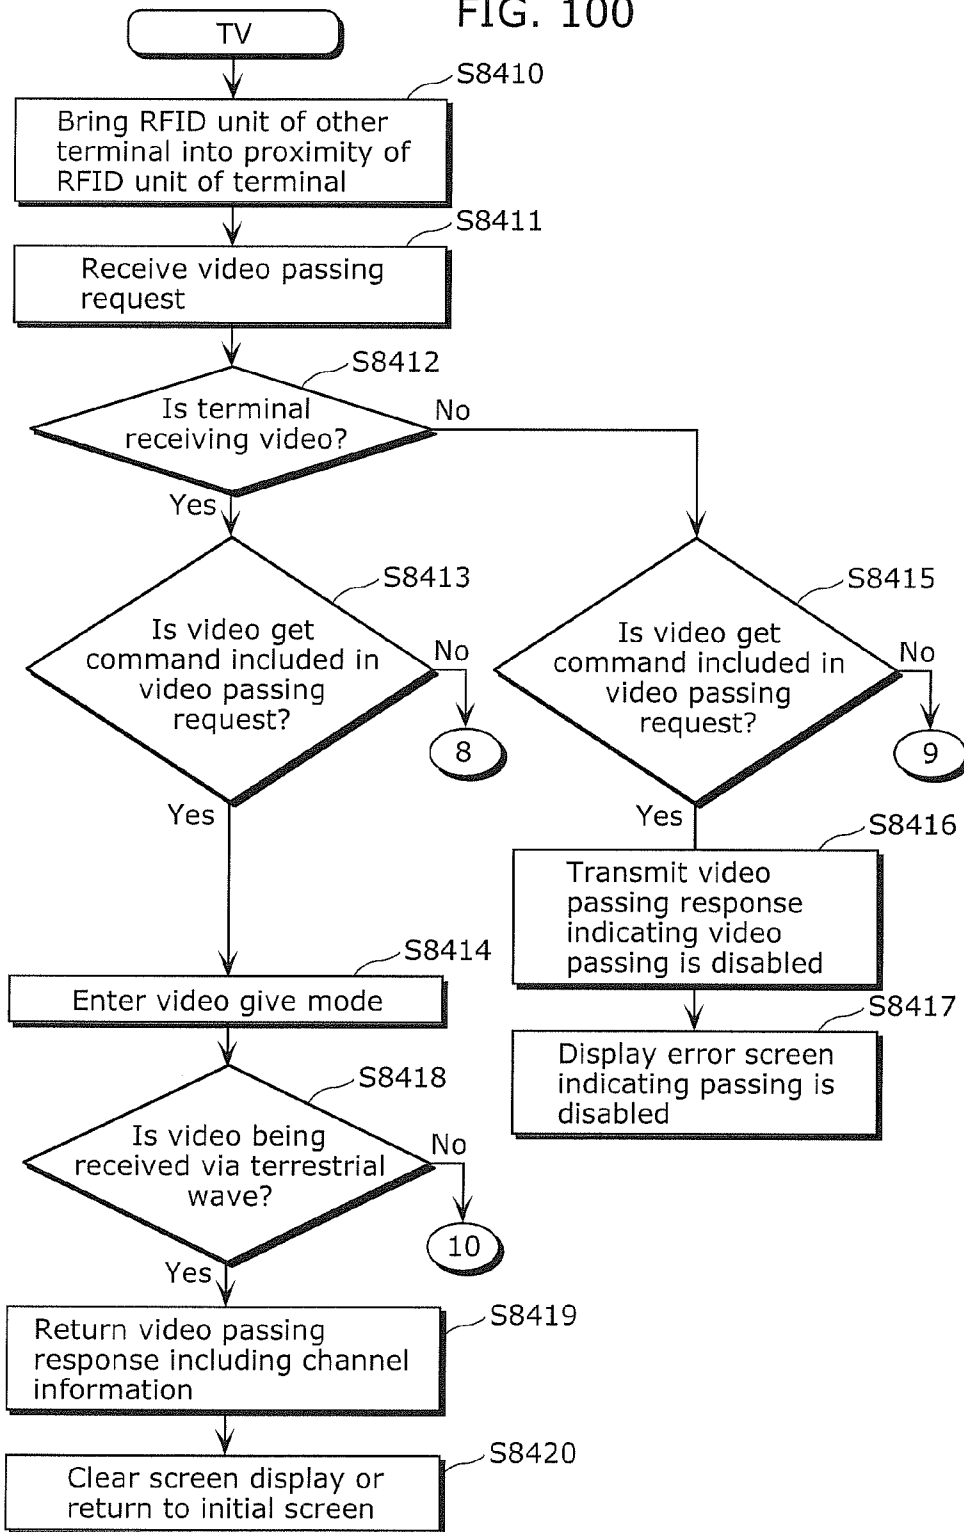 FIG. 100
TV
S8410
Bring RFID unit of other
terminal into proximity of
RFID unit of terminal
S8411
Receive video passing
request
S8412
Is terminal
receiving video?
No
Yes
S8413
Is video get
command included in
video passing
request?
No
8
Yes
S8415
Is video get
command included in
video passing
request?
No
9
Yes
S8416
Transmit video
passing response
indicating video
passing is disabled
S8417
Display error screen
indicating passing is
disabled
S8414
Enter video give mode
S8418
Is video being
received via terrestrial
wave?
No
10
Yes
S8419
Return video passing
response including channel
information
S8420
Clear screen display or
return to initial screen